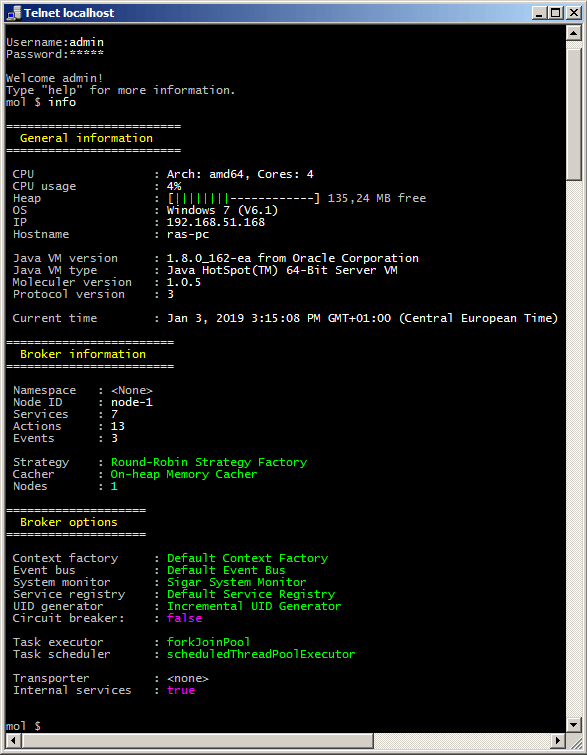 Telnet localhost
Username:admin
Password:*****
Welcome admin!
Type "help" for more information.
mol $ info
=========================
General information
=========================
CPU : Arch: amd64, Cores: 4
CPU usage : 4%
Heap : [||||||||------------] 135,24 MB free
OS : Windows 7 (V6.1)
IP : 192.168.51.168
Hostname : ras-pc
Java VM version : 1.8.0_162-ea from Oracle Corporation
Java VM type : Java HotSpot(TM) 64-Bit Server VM
Moleculer version : 1.0.5
Protocol version : 3
Current time : Jan 3, 2019 3:15:08 PM GMT+01:00 (Central European Time)
========================
Broker information
========================
Namespace : <None>
Node ID : node-1
Services : 7
Actions : 13
Events : 3
Strategy : Round-Robin Strategy Factory
Cacher : On-heap Memory Cacher
Nodes : 1
====================
Broker options
====================
Context factory : Default Context Factory
Event bus : Default Event Bus
System monitor : Sigar System Monitor
Service registry : Default Service Registry
UID generator : Incremental UID Generator
Circuit breaker: : false
Task executor : forkJoinPool
Task scheduler : scheduledThreadPoolExecutor
Transporter : <none>
Internal services : true
mol $